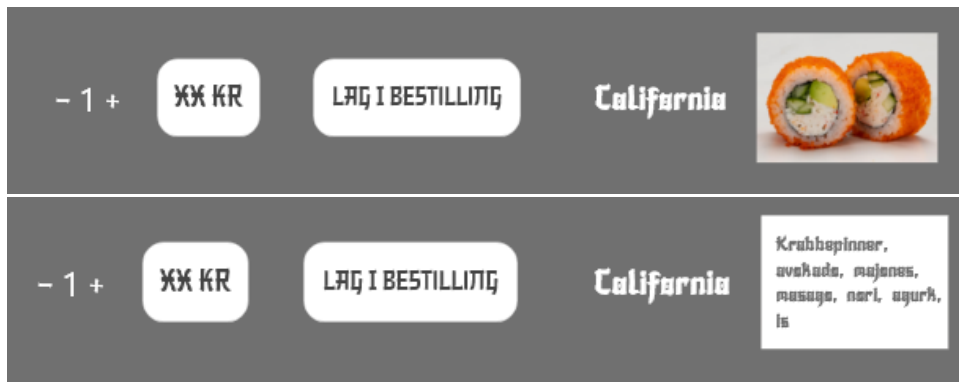 - 1 +
XX KR
LAG I BESTILLING
California
- 1 +
XX KR
LAG I BESTILLING
California
Krabbepinner,
avokado, majones,
masago, nori, agurk,
is